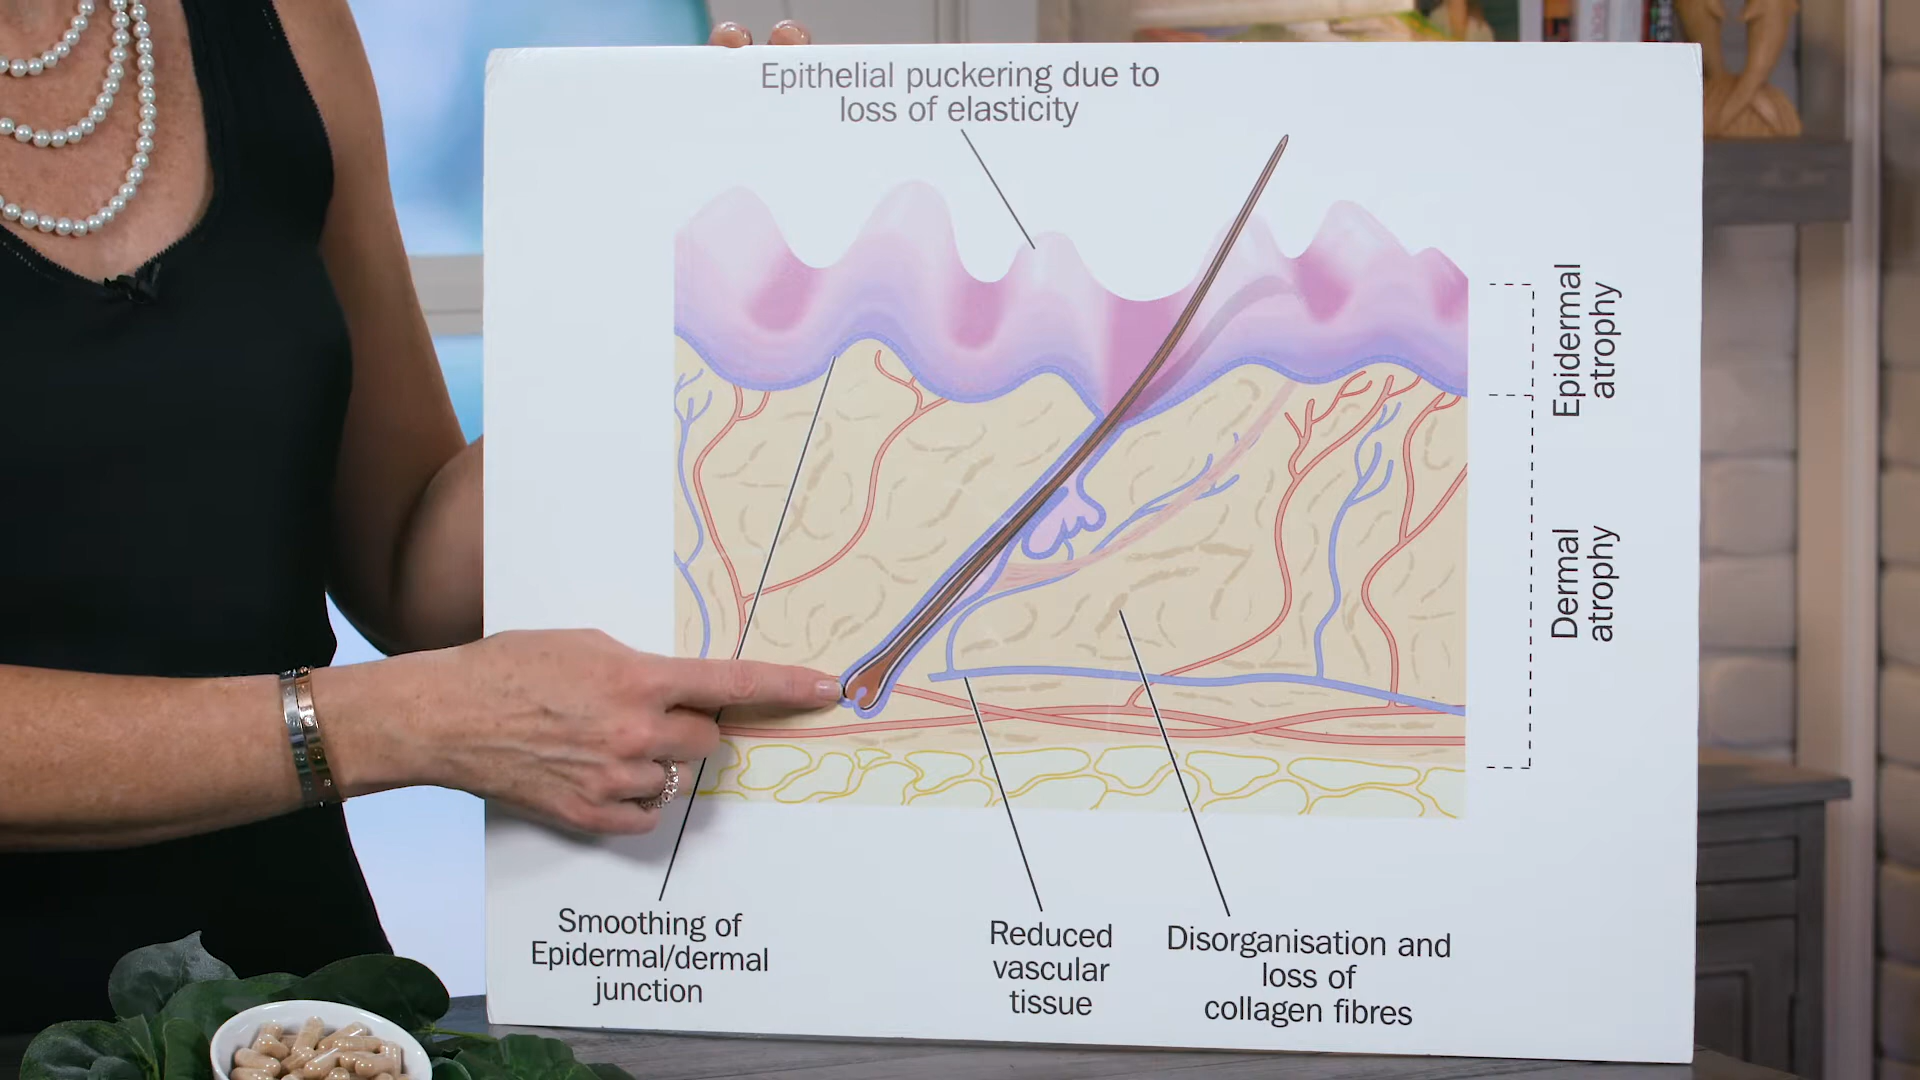 Epithelial puckering due to
loss of elasticity
Epidermal
atrophy
Dermal
atrophy
Smoothing of
Epidermal/dermal
junction
Reduced
vascular
tissue
Disorganisation and
loss of
collagen fibres